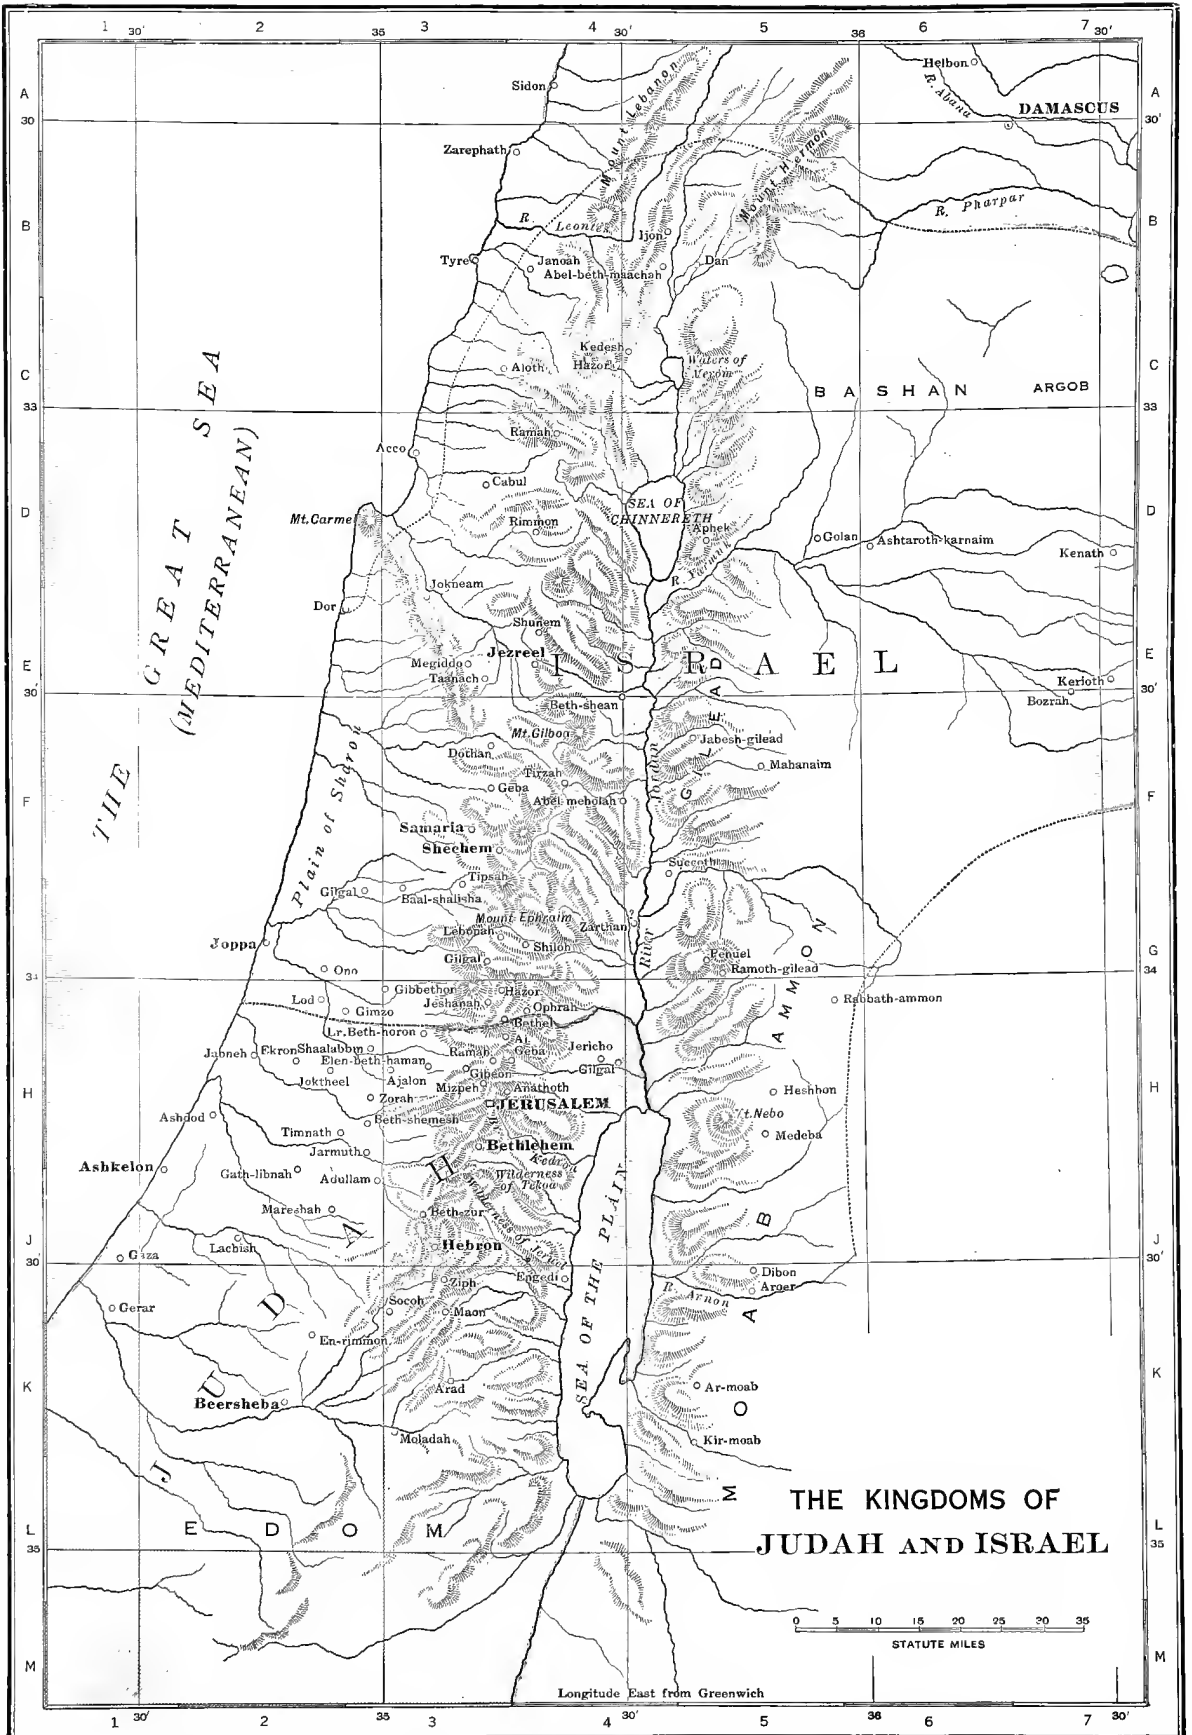 1 30' 2 35 3 4 30' 5 36 6 7 30'
A
Sidon
Helbon
R. Abana
DAMASCUS
A
30
30'
Mount Lebanon
Zarephath
Mount Hermon
B
R. Leontes
Ijon
R. Pharpar
B
Tyre
Janoah
Abel-beth-maachah
Dan
Kedesh
Hazor
Aloth
Waters of Merom
C
C
BASHAN
ARGOB
33
33
THE GREAT SEA
(MEDITERRANEAN)
Ramah
Acco
Cabul
SEA OF
CHINNERETH
D
D
Mt. Carmel
Rimmon
Aphek
Golan
Ashtaroth-karnaim
Kenath
R. Yarmuk
Jokneam
Dor
Shunem
Jezreel
ISRAEL
E
E
Megiddo
Taanach
Kerioth
30'
30'
Beth-shean
Bozrah
Mt. Gilboa
GILEAD
Jabesh-gilead
Dothan
Mahanaim
Plain of Sharon
Tirzah
Geba
F
Abel-meholah
F
River Jordan
Samaria
Shechem
Succoth
Tipsah
Gilgal
Baal-shalisha
Mount Ephraim
Zarthan
?
Lebonah
Shiloh
Joppa
G
Gilgal
Penuel
Ramoth-gilead
AMMON
Ono
31
34
Gibbethon
Hazor
Lod
Jeshanah
Ophrah
Rabbath-ammon
Gimzo
Bethel
Lr. Beth-horon
Ai
Jabneh
Ekron
Shaalabbin
Ramah
Geba
Jericho
Elen-beth-haman
Gibeon
Gilgal
Joktheel
Ajalon
Mizpeh
Anathoth
H
Heshbon
H
Zorah
JERUSALEM
Ashdod
Beth-shemesh
Mt. Nebo
Timnath
Medeba
Jarmuth
Bethlehem
Br. Kedron
Ashkelon
Gath-libnah
Adullam
Wilderness
of Tekoa
Mareshah
Beth-zur
Wilderness of Jeruel
JUDAH
J
J
Lachish
Hebron
Gaza
30'
30'
Ziph
Engedi
Dibon
Aroer
R. Arnon
Gerar
Socoh
Maon
En-rimmon
SEA OF THE PLAIN
MOAB
K
K
Arad
Ar-moab
Beersheba
Moladah
Kir-moab
THE KINGDOMS OF
JUDAH AND ISRAEL
L
EDOM
L
35
35
0 5 10 15 20 25 30 35
STATUTE MILES
M
M
Longitude East from Greenwich
1 30' 2 35 3 4 30' 5 36 6 7 30'